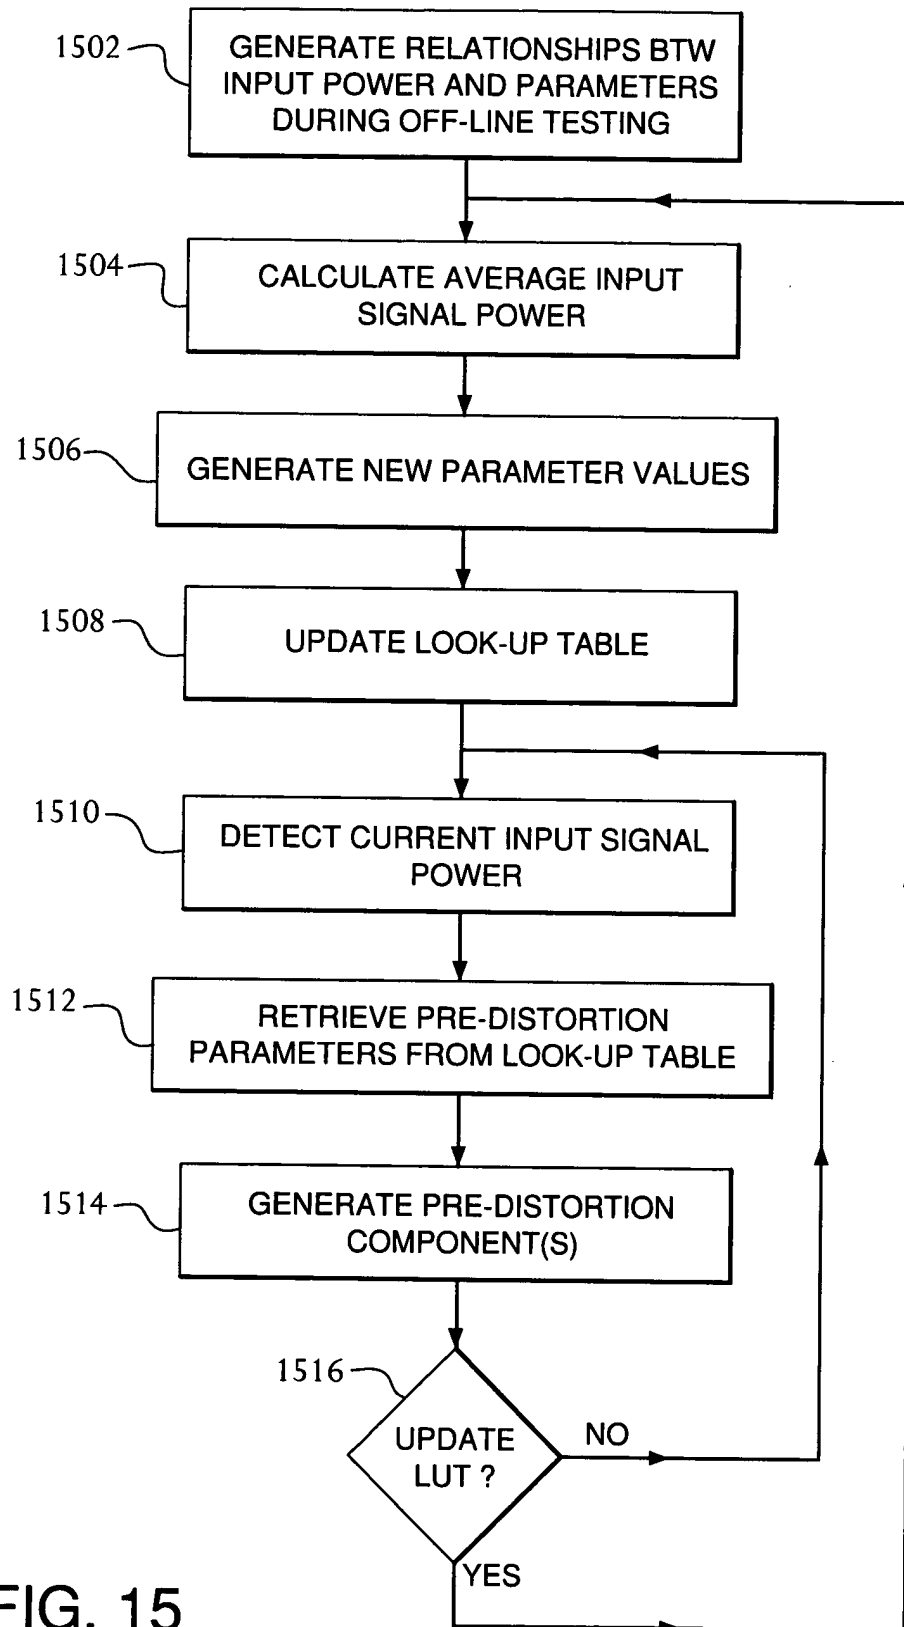 1502
GENERATE RELATIONSHIPS BTW
INPUT POWER AND PARAMETERS
DURING OFF-LINE TESTING
1504
CALCULATE AVERAGE INPUT
SIGNAL POWER
1506
GENERATE NEW PARAMETER VALUES
1508
UPDATE LOOK-UP TABLE
1510
DETECT CURRENT INPUT SIGNAL
POWER
1512
RETRIEVE PRE-DISTORTION
PARAMETERS FROM LOOK-UP TABLE
1514
GENERATE PRE-DISTORTION
COMPONENT(S)
1516
UPDATE
LUT ?
NO
YES
FIG. 15